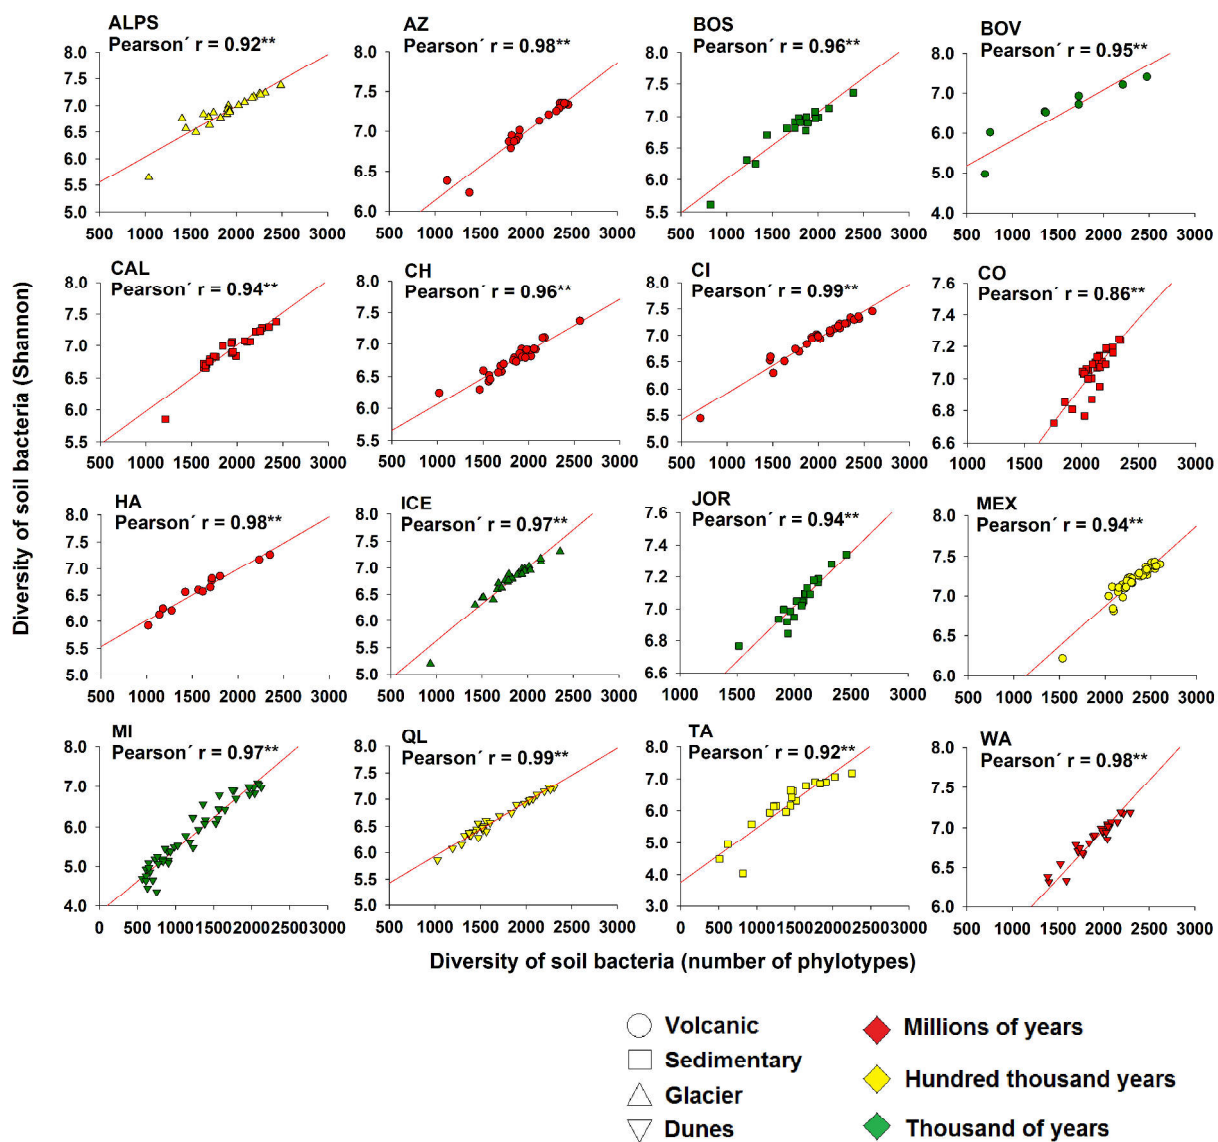 ALPS
Pearson´ r = 0.92**
8.0
7.5
7.0
6.5
6.0
5.5
5.0
500 1000 1500 2000 2500 3000
AZ
Pearson´ r = 0.98**
8.0
7.5
7.0
6.5
6.0
500 1000 1500 2000 2500 3000
BOS
Pearson´ r = 0.96**
8.0
7.5
7.0
6.5
6.0
5.5
500 1000 1500 2000 2500 3000
BOV
Pearson´ r = 0.95**
8.0
7.0
6.0
5.0
4.0
500 1000 1500 2000 2500 3000
CAL
Pearson´ r = 0.94**
8.0
7.5
7.0
6.5
6.0
5.5
500 1000 1500 2000 2500 3000
CH
Pearson´ r = 0.96**
8.0
7.5
7.0
6.5
6.0
5.5
500 1000 1500 2000 2500 3000
CI
Pearson´ r = 0.99**
8.0
7.5
7.0
6.5
6.0
5.5
5.0
500 1000 1500 2000 2500 3000
CO
Pearson´ r = 0.86**
7.6
7.4
7.2
7.0
6.8
6.6
1000 1500 2000 2500 3000
HA
Pearson´ r = 0.98**
8.0
7.5
7.0
6.5
6.0
5.5
5.0
500 1000 1500 2000 2500 3000
ICE
Pearson´ r = 0.97**
8.0
7.5
7.0
6.5
6.0
5.5
5.0
500 1000 1500 2000 2500 3000
JOR
Pearson´ r = 0.94**
7.6
7.4
7.2
7.0
6.8
6.6
1000 1500 2000 2500 3000
MEX
Pearson´ r = 0.94**
8.0
7.5
7.0
6.5
6.0
1000 1500 2000 2500 3000
MI
Pearson´ r = 0.97**
8.0
7.0
6.0
5.0
4.0
0 500 1000 1500 2000 2500 3000
QL
Pearson´ r = 0.99**
8.0
7.5
7.0
6.5
6.0
5.5
5.0
500 1000 1500 2000 2500 3000
TA
Pearson´ r = 0.92**
8.0
7.0
6.0
5.0
4.0
3.0
0 500 1000 1500 2000 2500 3000
WA
Pearson´ r = 0.98**
8.0
7.5
7.0
6.5
6.0
500 1000 1500 2000 2500 3000
Diversity of soil bacteria (Shannon)
Diversity of soil bacteria (number of phylotypes)
Volcanic
Sedimentary
Glacier
Dunes
Millions of years
Hundred thousand years
Thousand of years